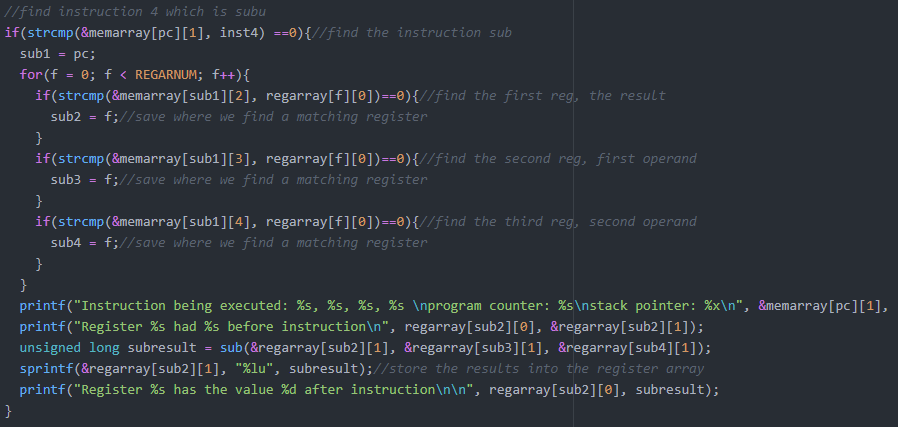 //find instruction 4 which is subu
if(strcmp(&memarray[pc][1], inst4) ==0){//find the instruction sub
  sub1 = pc;
  for(f = 0; f < REGARNUM; f++){
    if(strcmp(&memarray[sub1][2], regarray[f][0])==0){//find the first reg, the result
      sub2 = f;//save where we find a matching register
    }
    if(strcmp(&memarray[sub1][3], regarray[f][0])==0){//find the second reg, first operand
      sub3 = f;//save where we find a matching register
    }
    if(strcmp(&memarray[sub1][4], regarray[f][0])==0){//find the third reg, second operand
      sub4 = f;//save where we find a matching register
    }
  }
  printf("Instruction being executed: %s, %s, %s, %s \nprogram counter: %s\nstack pointer: %x\n", &memarray[pc][1],
  printf("Register %s had %s before instruction\n", regarray[sub2][0], &regarray[sub2][1]);
  unsigned long subresult = sub(&regarray[sub2][1], &regarray[sub3][1], &regarray[sub4][1]);
  sprintf(&regarray[sub2][1], "%lu", subresult);//store the results into the register array
  printf("Register %s has the value %d after instruction\n\n", regarray[sub2][0], subresult);
}